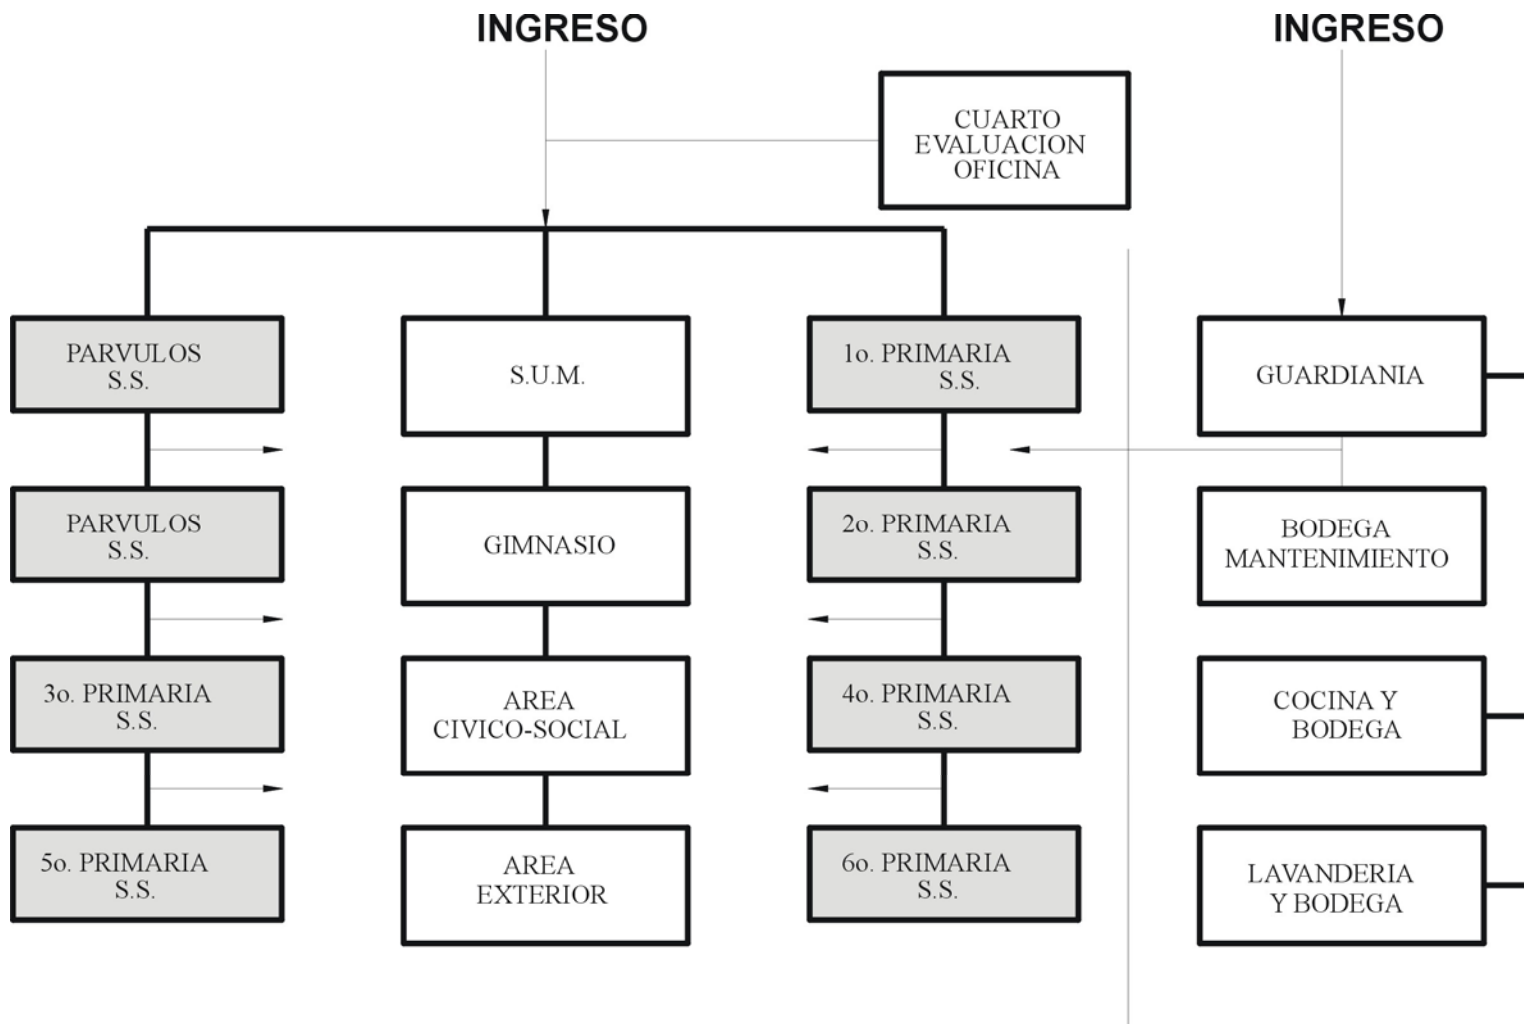 INGRESO
INGRESO
CUARTO
EVALUACION
OFICINA
PARVULOS
S.S.
S.U.M.
1o. PRIMARIA
S.S.
GUARDIANIA
PARVULOS
S.S.
GIMNASIO
2o. PRIMARIA
S.S.
BODEGA
MANTENIMIENTO
3o. PRIMARIA
S.S.
AREA
CIVICO-SOCIAL
4o. PRIMARIA
S.S.
COCINA Y
BODEGA
5o. PRIMARIA
S.S.
AREA
EXTERIOR
6o. PRIMARIA
S.S.
LAVANDERIA
Y BODEGA